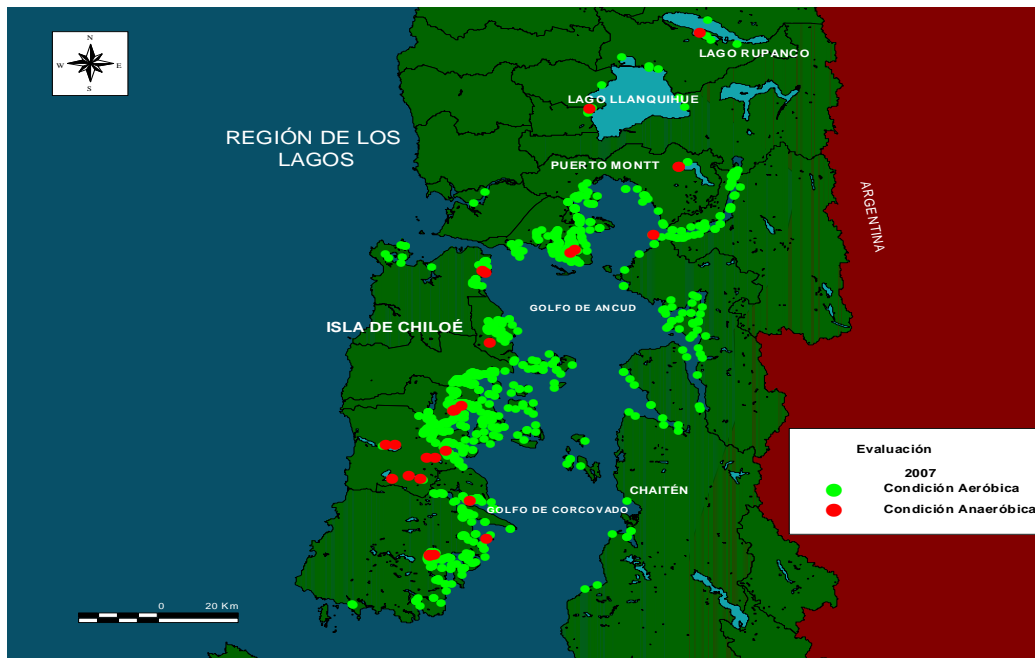 N
W E
S
LAGO RUPANCO
LAGO LLANQUIHUE
REGIÓN DE LOS
LAGOS
PUERTO MONTT
ARGENTINA
GOLFO DE ANCUD
ISLA DE CHILOÉ
Evaluación
2007
Condición Aeróbica
Condición Anaeróbica
CHAITÉN
GOLFO DE CORCOVADO
0 20 Km